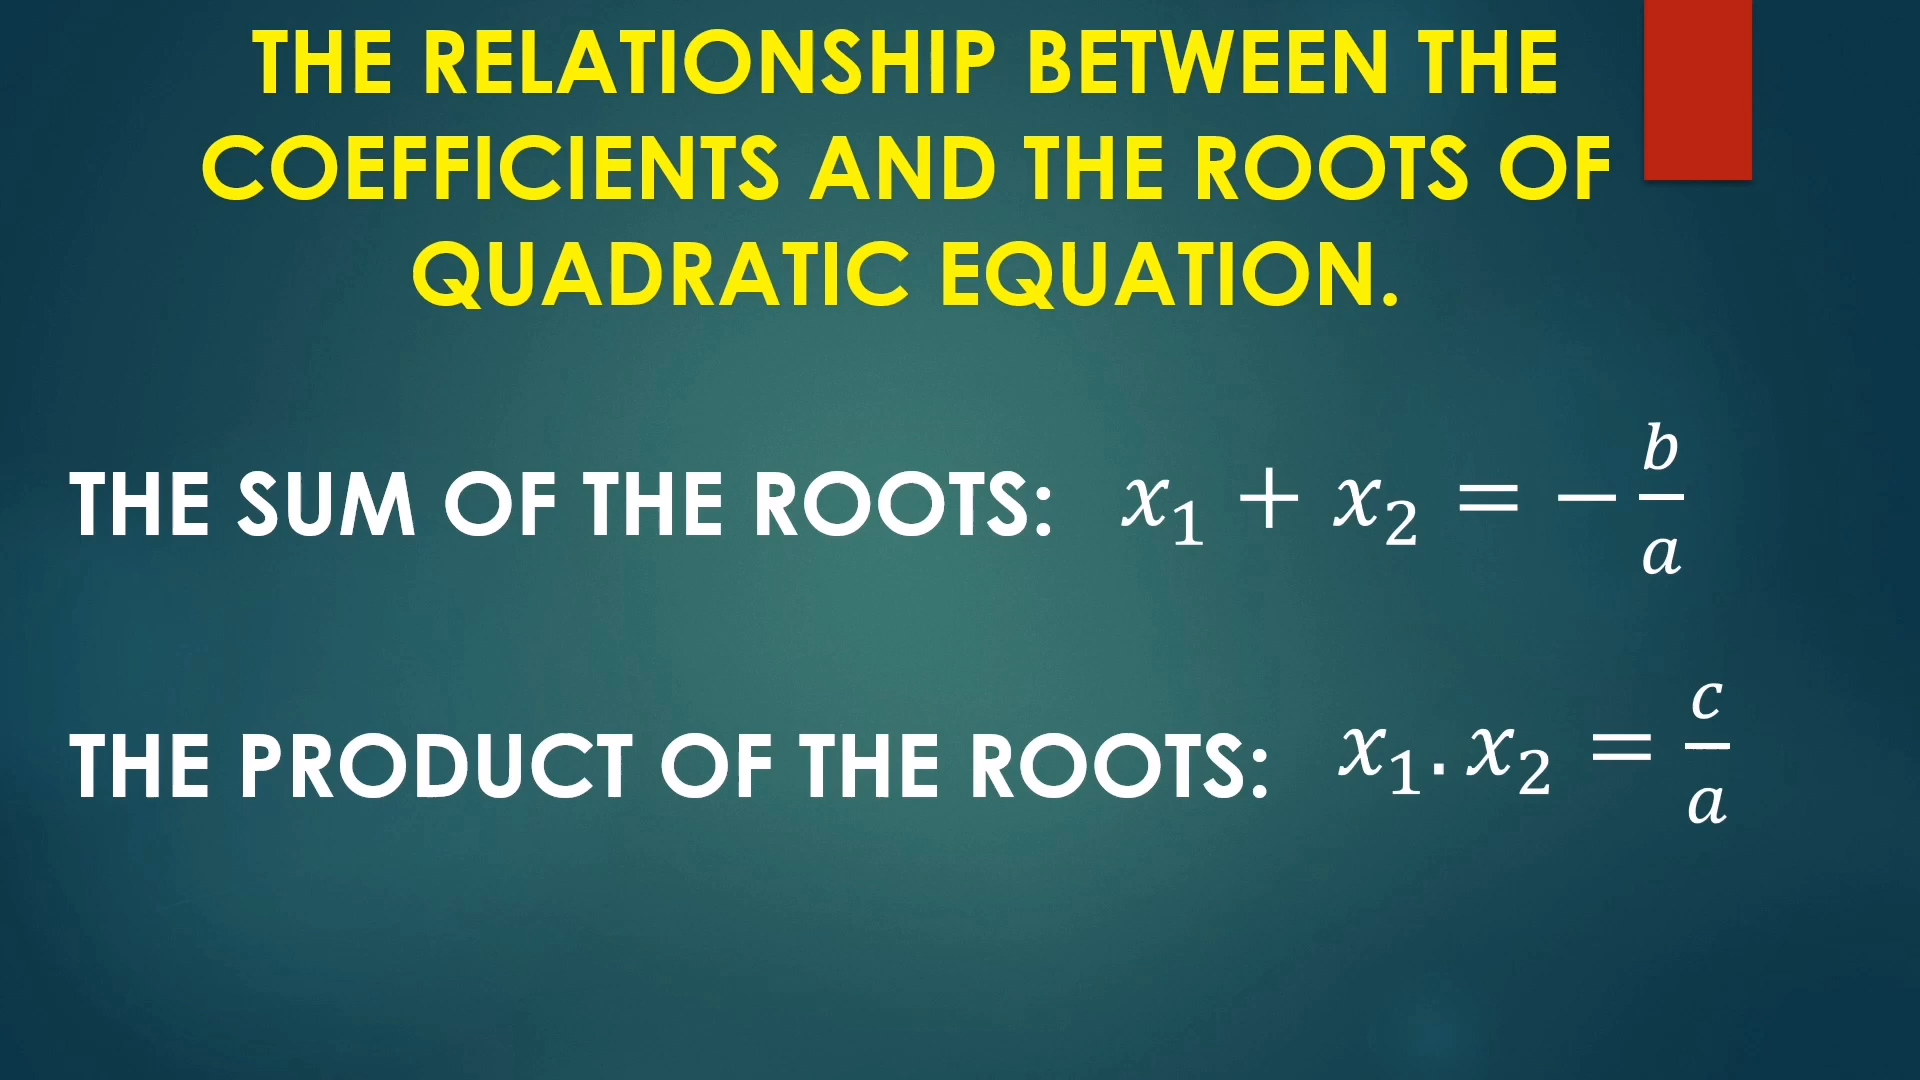 THE RELATIONSHIP BETWEEN THE
COEFFICIENTS AND THE ROOTS OF
QUADRATIC EQUATION.
THE SUM OF THE ROOTS: x₁ + x₂ = − b/a
THE PRODUCT OF THE ROOTS: x₁. x₂ = c/a